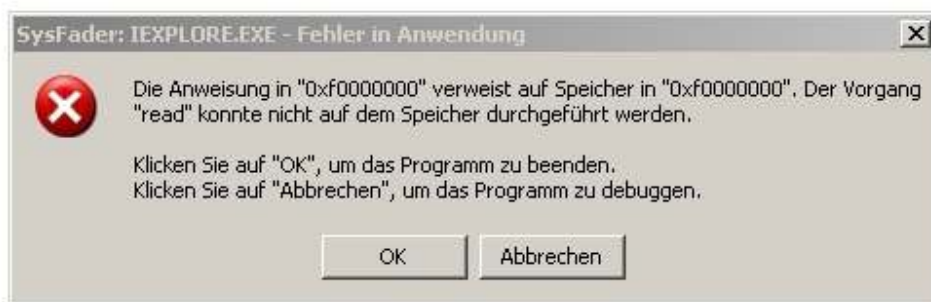 SysFader: IEXPLORE.EXE - Fehler in Anwendung
Die Anweisung in "0xf0000000" verweist auf Speicher in "0xf0000000". Der Vorgang
"read" konnte nicht auf dem Speicher durchgeführt werden.
Klicken Sie auf "OK", um das Programm zu beenden.
Klicken Sie auf "Abbrechen", um das Programm zu debuggen.
OK
Abbrechen